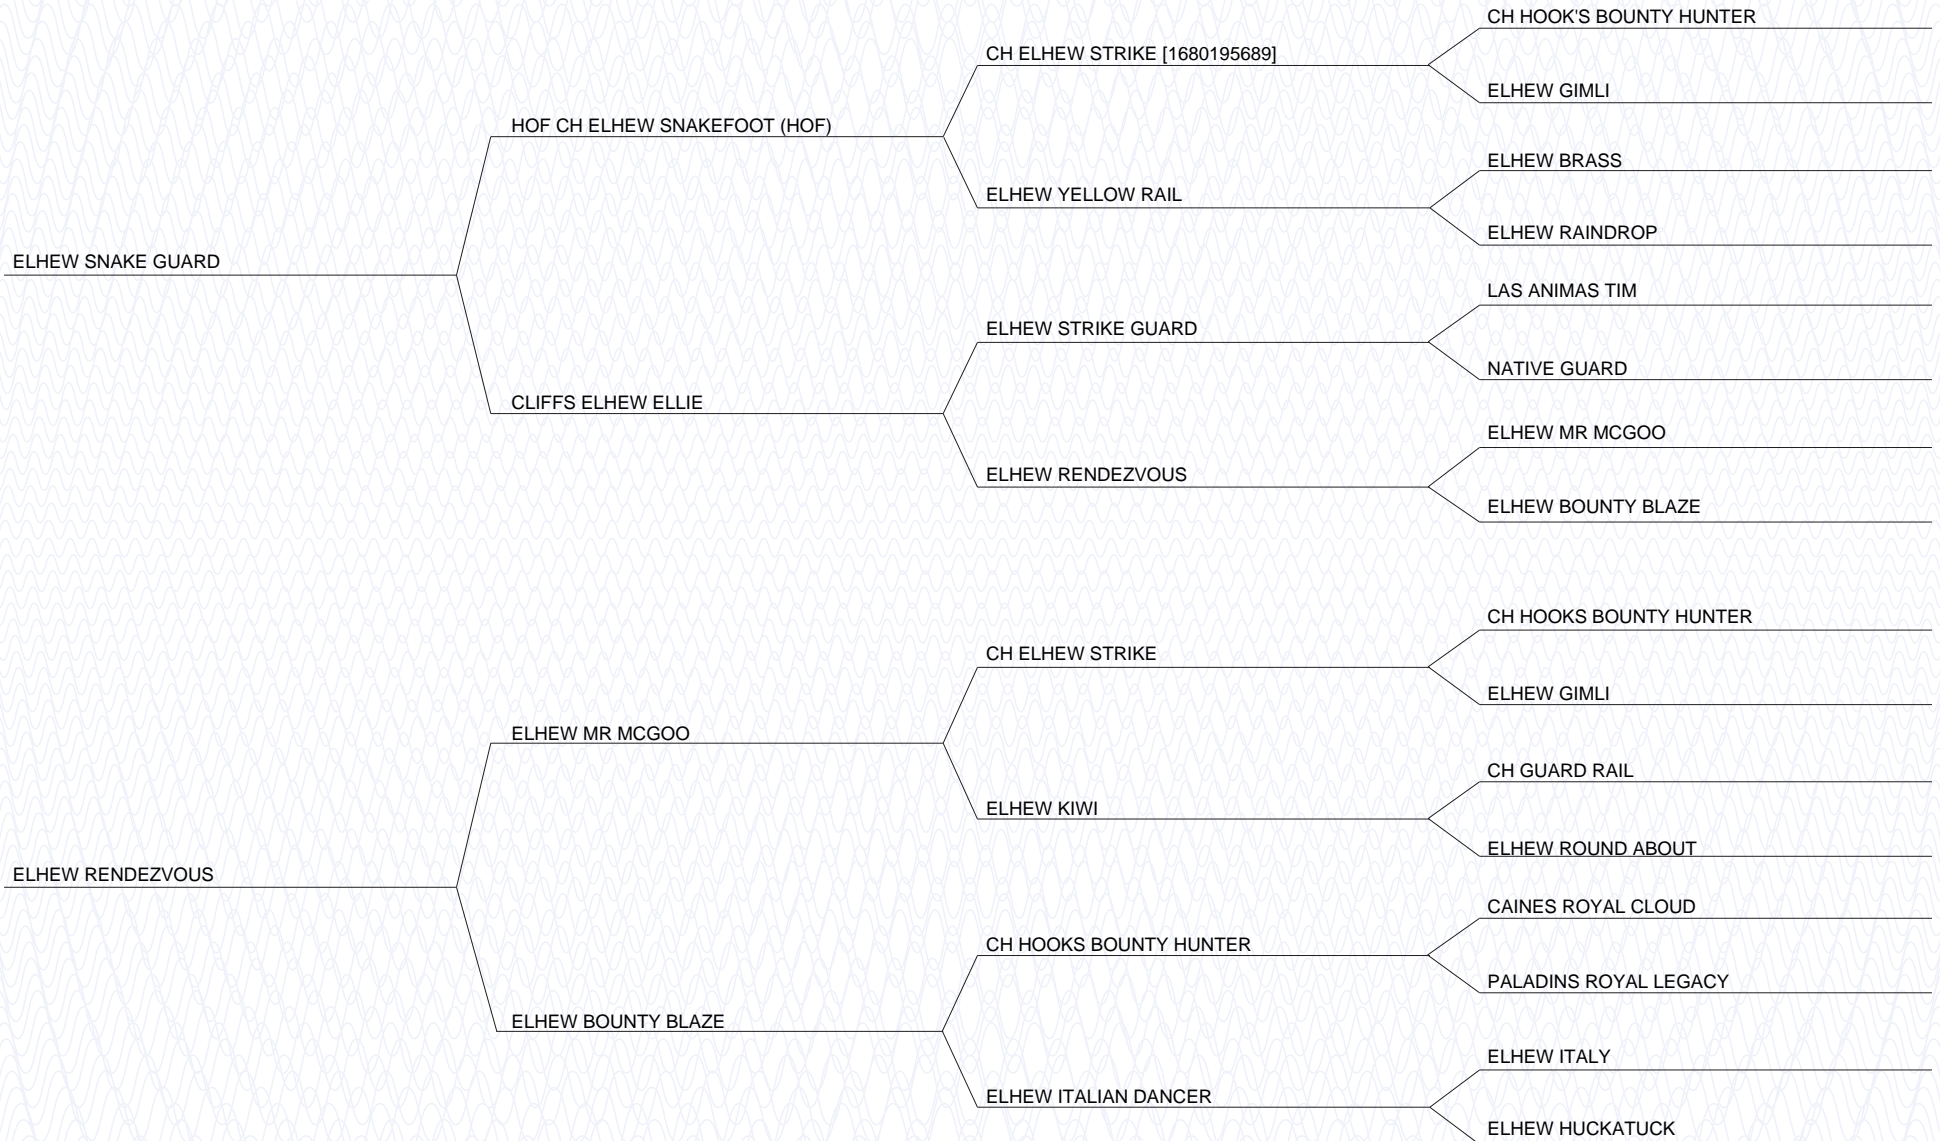 CH HOOK'S BOUNTY HUNTER
CH ELHEW STRIKE [1680195689]
ELHEW GIMLI
HOF CH ELHEW SNAKEFOOT (HOF)
ELHEW BRASS
ELHEW YELLOW RAIL
ELHEW RAINDROP
ELHEW SNAKE GUARD
LAS ANIMAS TIM
ELHEW STRIKE GUARD
NATIVE GUARD
CLIFFS ELHEW ELLIE
ELHEW MR MCGOO
ELHEW RENDEZVOUS
ELHEW BOUNTY BLAZE
CH HOOKS BOUNTY HUNTER
CH ELHEW STRIKE
ELHEW GIMLI
ELHEW MR MCGOO
CH GUARD RAIL
ELHEW KIWI
ELHEW ROUND ABOUT
ELHEW RENDEZVOUS
CAINES ROYAL CLOUD
CH HOOKS BOUNTY HUNTER
PALADINS ROYAL LEGACY
ELHEW BOUNTY BLAZE
ELHEW ITALY
ELHEW ITALIAN DANCER
ELHEW HUCKATUCK